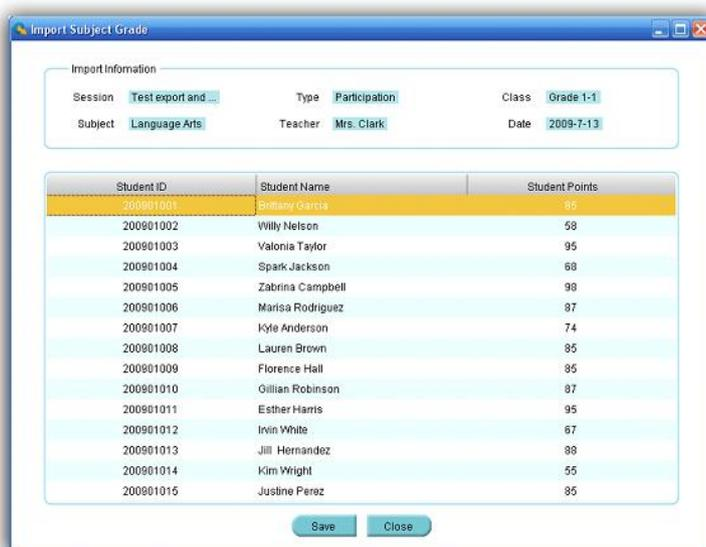 Import Subject Grade
Import Infomation
Session Test export and ... Type Participation Class Grade 1-1
Subject Language Arts Teacher Mrs. Clark Date 2009-7-13
Student ID Student Name Student Points
200901001 Brittany Garcia 85
200901002 Willy Nelson 58
200901003 Valonia Taylor 95
200901004 Spark Jackson 68
200901005 Zabrina Campbell 98
200901006 Marisa Rodriguez 87
200901007 Kyle Anderson 74
200901008 Lauren Brown 85
200901009 Florence Hall 85
200901010 Gillian Robinson 87
200901011 Esther Harris 95
200901012 Irvin White 67
200901013 Jill Hernandez 88
200901014 Kim Wright 55
200901015 Justine Perez 85
Save Close